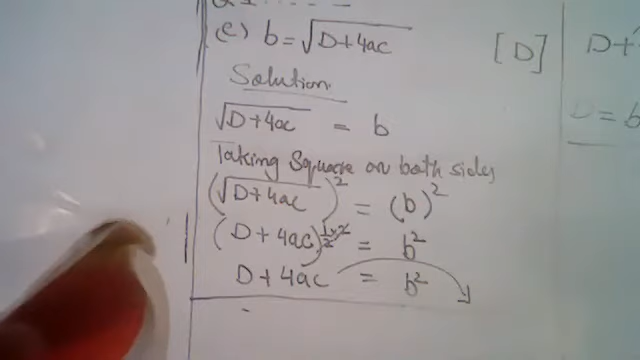 (e) b = √D+4ac [D]
Solution
√D+4ac = b
Taking Square on both sides
(√D+4ac)² = (b)²
(D+4ac)^½×² = b²
D+4ac = b²
D+
D = b